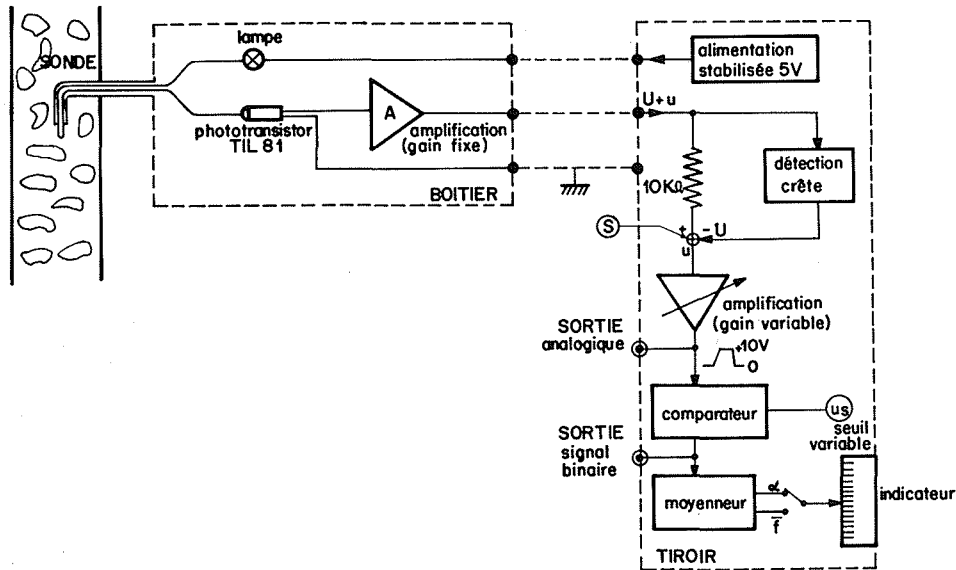 SONDE
lampe
phototransistor
TIL 81
A
amplification
(gain fixe)
BOITIER
alimentation
stabilisée 5V
U+u
10KΩ
détection
crête
S
+
-U
u
amplification
(gain variable)
SORTIE
analogique
+10V
0
comparateur
us
seuil
variable
SORTIE
signal
binaire
moyenneur
α
f̅
indicateur
TIROIR